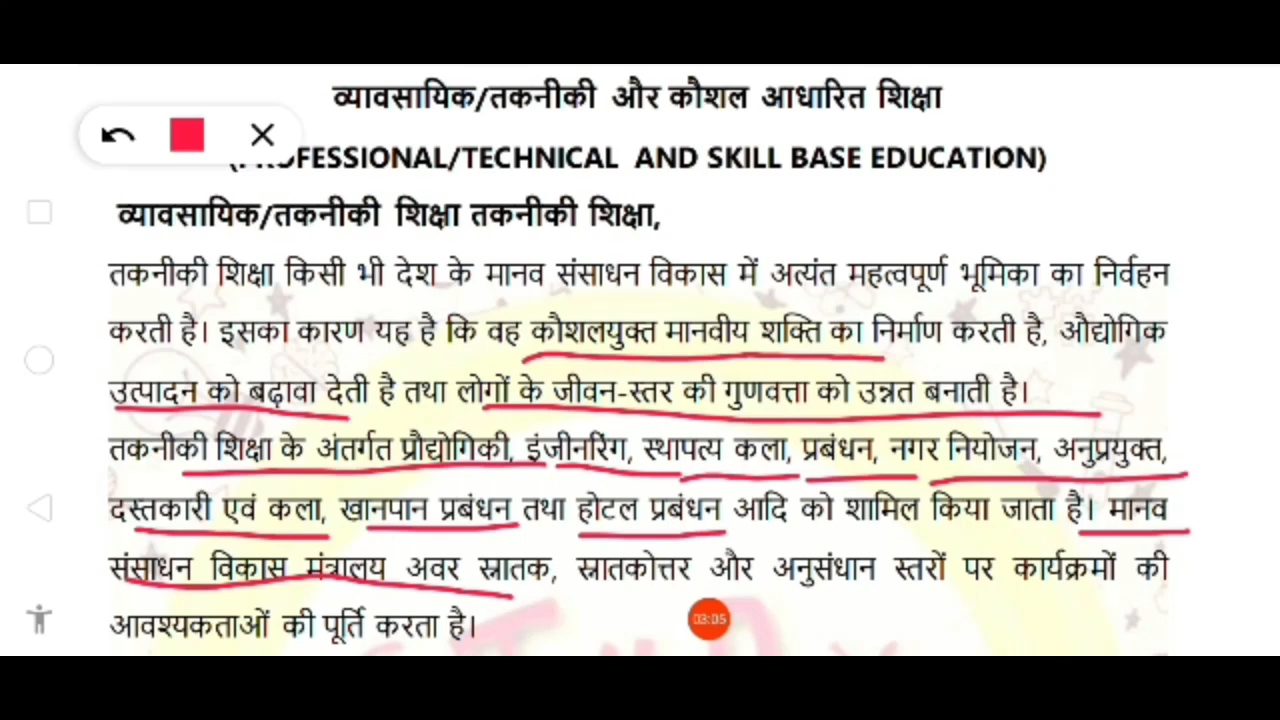 व्यावसायिक/तकनीकी और कौशल आधारित शिक्षा
PROFESSIONAL/TECHNICAL AND SKILL BASE EDUCATION)
व्यावसायिक/तकनीकी शिक्षा तकनीकी शिक्षा,
तकनीकी शिक्षा किसी भी देश के मानव संसाधन विकास में अत्यंत महत्वपूर्ण भूमिका का निर्वहन
करती है। इसका कारण यह है कि वह कौशलयुक्त मानवीय शक्ति का निर्माण करती है, औद्योगिक
उत्पादन को बढ़ावा देती है तथा लोगों के जीवन-स्तर की गुणवत्ता को उन्नत बनाती है।
तकनीकी शिक्षा के अंतर्गत प्रौद्योगिकी, इंजीनरिंग, स्थापत्य कला, प्रबंधन, नगर नियोजन, अनुप्रयुक्त,
दस्तकारी एवं कला, खानपान प्रबंधन तथा होटल प्रबंधन आदि को शामिल किया जाता है। मानव
संसाधन विकास मंत्रालय अवर स्नातक, स्नातकोत्तर और अनुसंधान स्तरों पर कार्यक्रमों की
आवश्यकताओं की पूर्ति करता है।
03:05